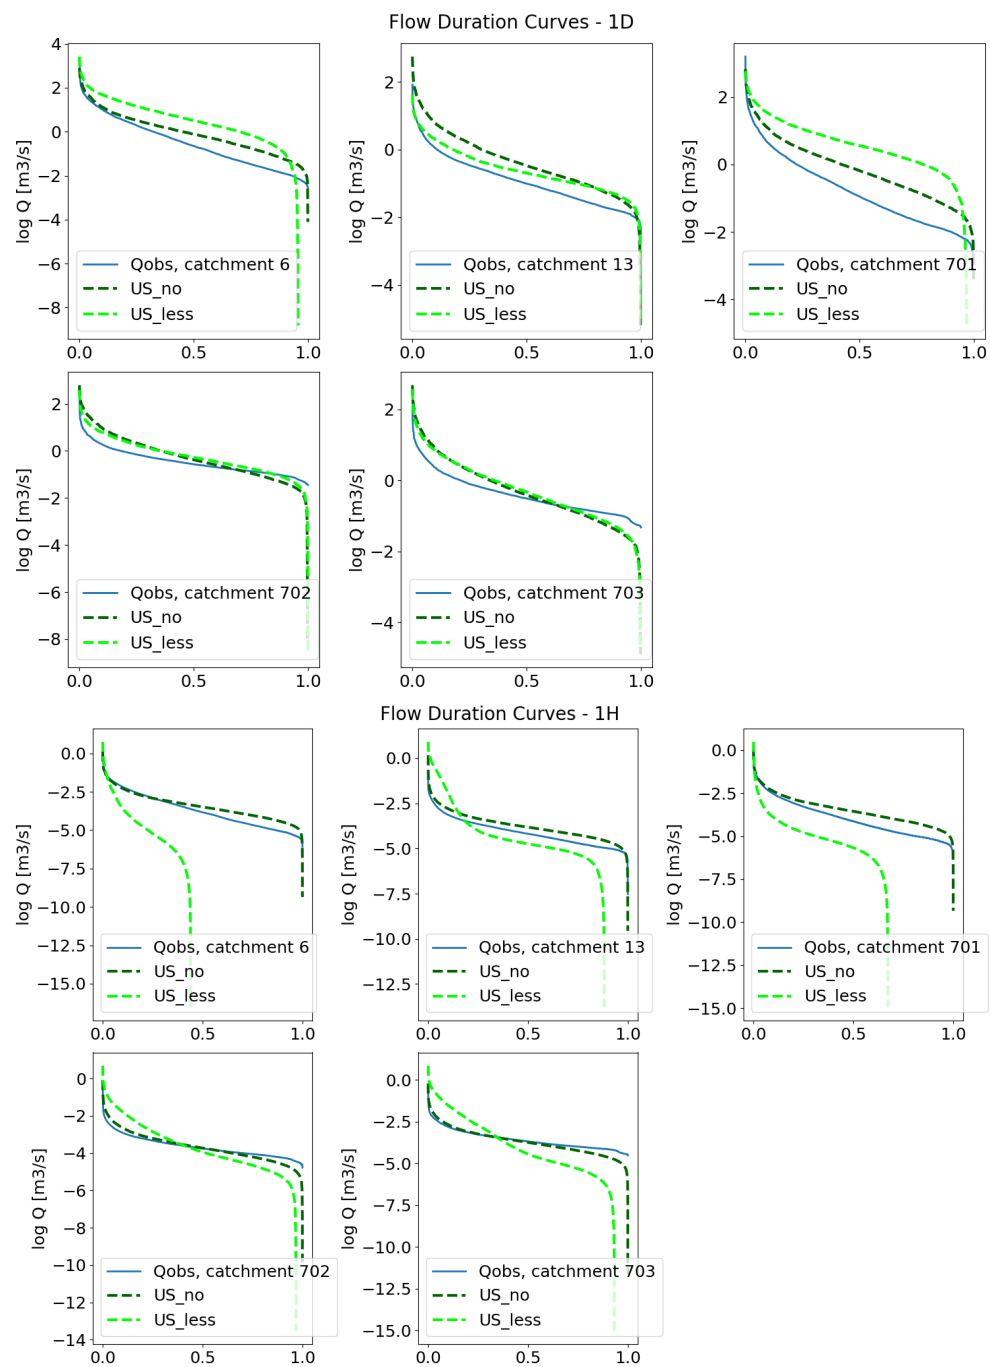 Flow Duration Curves - 1D
4
2
0
−2
−4
−6
−8
log Q [m3/s]
Qobs, catchment 6
US_no
US_less
0.0 0.5 1.0
2
0
−2
−4
log Q [m3/s]
Qobs, catchment 13
US_no
US_less
0.0 0.5 1.0
2
0
−2
−4
log Q [m3/s]
Qobs, catchment 701
US_no
US_less
0.0 0.5 1.0
2
0
−2
−4
−6
−8
log Q [m3/s]
Qobs, catchment 702
US_no
US_less
0.0 0.5 1.0
2
0
−2
−4
log Q [m3/s]
Qobs, catchment 703
US_no
US_less
0.0 0.5 1.0
Flow Duration Curves - 1H
0.0
−2.5
−5.0
−7.5
−10.0
−12.5
−15.0
log Q [m3/s]
Qobs, catchment 6
US_no
US_less
0.0 0.5 1.0
0.0
−2.5
−5.0
−7.5
−10.0
−12.5
log Q [m3/s]
Qobs, catchment 13
US_no
US_less
0.0 0.5 1.0
0.0
−2.5
−5.0
−7.5
−10.0
−12.5
−15.0
log Q [m3/s]
Qobs, catchment 701
US_no
US_less
0.0 0.5 1.0
0
−2
−4
−6
−8
−10
−12
−14
log Q [m3/s]
Qobs, catchment 702
US_no
US_less
0.0 0.5 1.0
0.0
−2.5
−5.0
−7.5
−10.0
−12.5
−15.0
log Q [m3/s]
Qobs, catchment 703
US_no
US_less
0.0 0.5 1.0